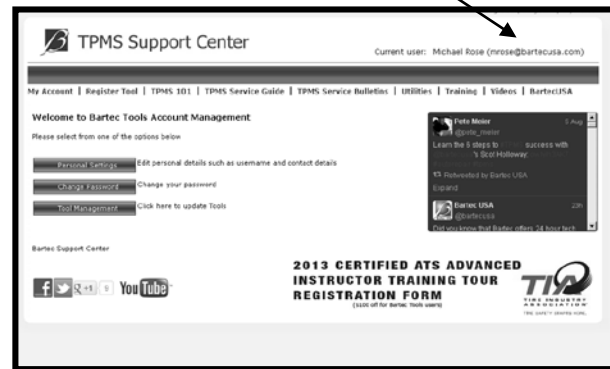 TPMS Support Center
Current user: Michael Rose (mrose@bartecusa.com)
My Account | Register Tool | TPMS 101 | TPMS Service Guide | TPMS Service Bulletins | Utilities | Training | Videos | BartecUSA
Welcome to Bartec Tools Account Management
Please select from one of the options below
Personal Settings Edit personal details such as username and contact details
Change Password Change your password
Tool Management Click here to update Tools
Bartec Support Center
Pete Meier 5 Aug
@pete_meier
Learn the 6 steps to success with
's Scot Holloway:
Retweeted by Bartec USA
Expand
Bartec USA 23h
@bartecusa
Did you know that Bartec offers 24 hour tech
f +1 You Tube
2013 CERTIFIED ATS ADVANCED
INSTRUCTOR TRAINING TOUR
REGISTRATION FORM
($100 off for Bartec Tools users)
TIA
TIRE INDUSTRY
ASSOCIATION